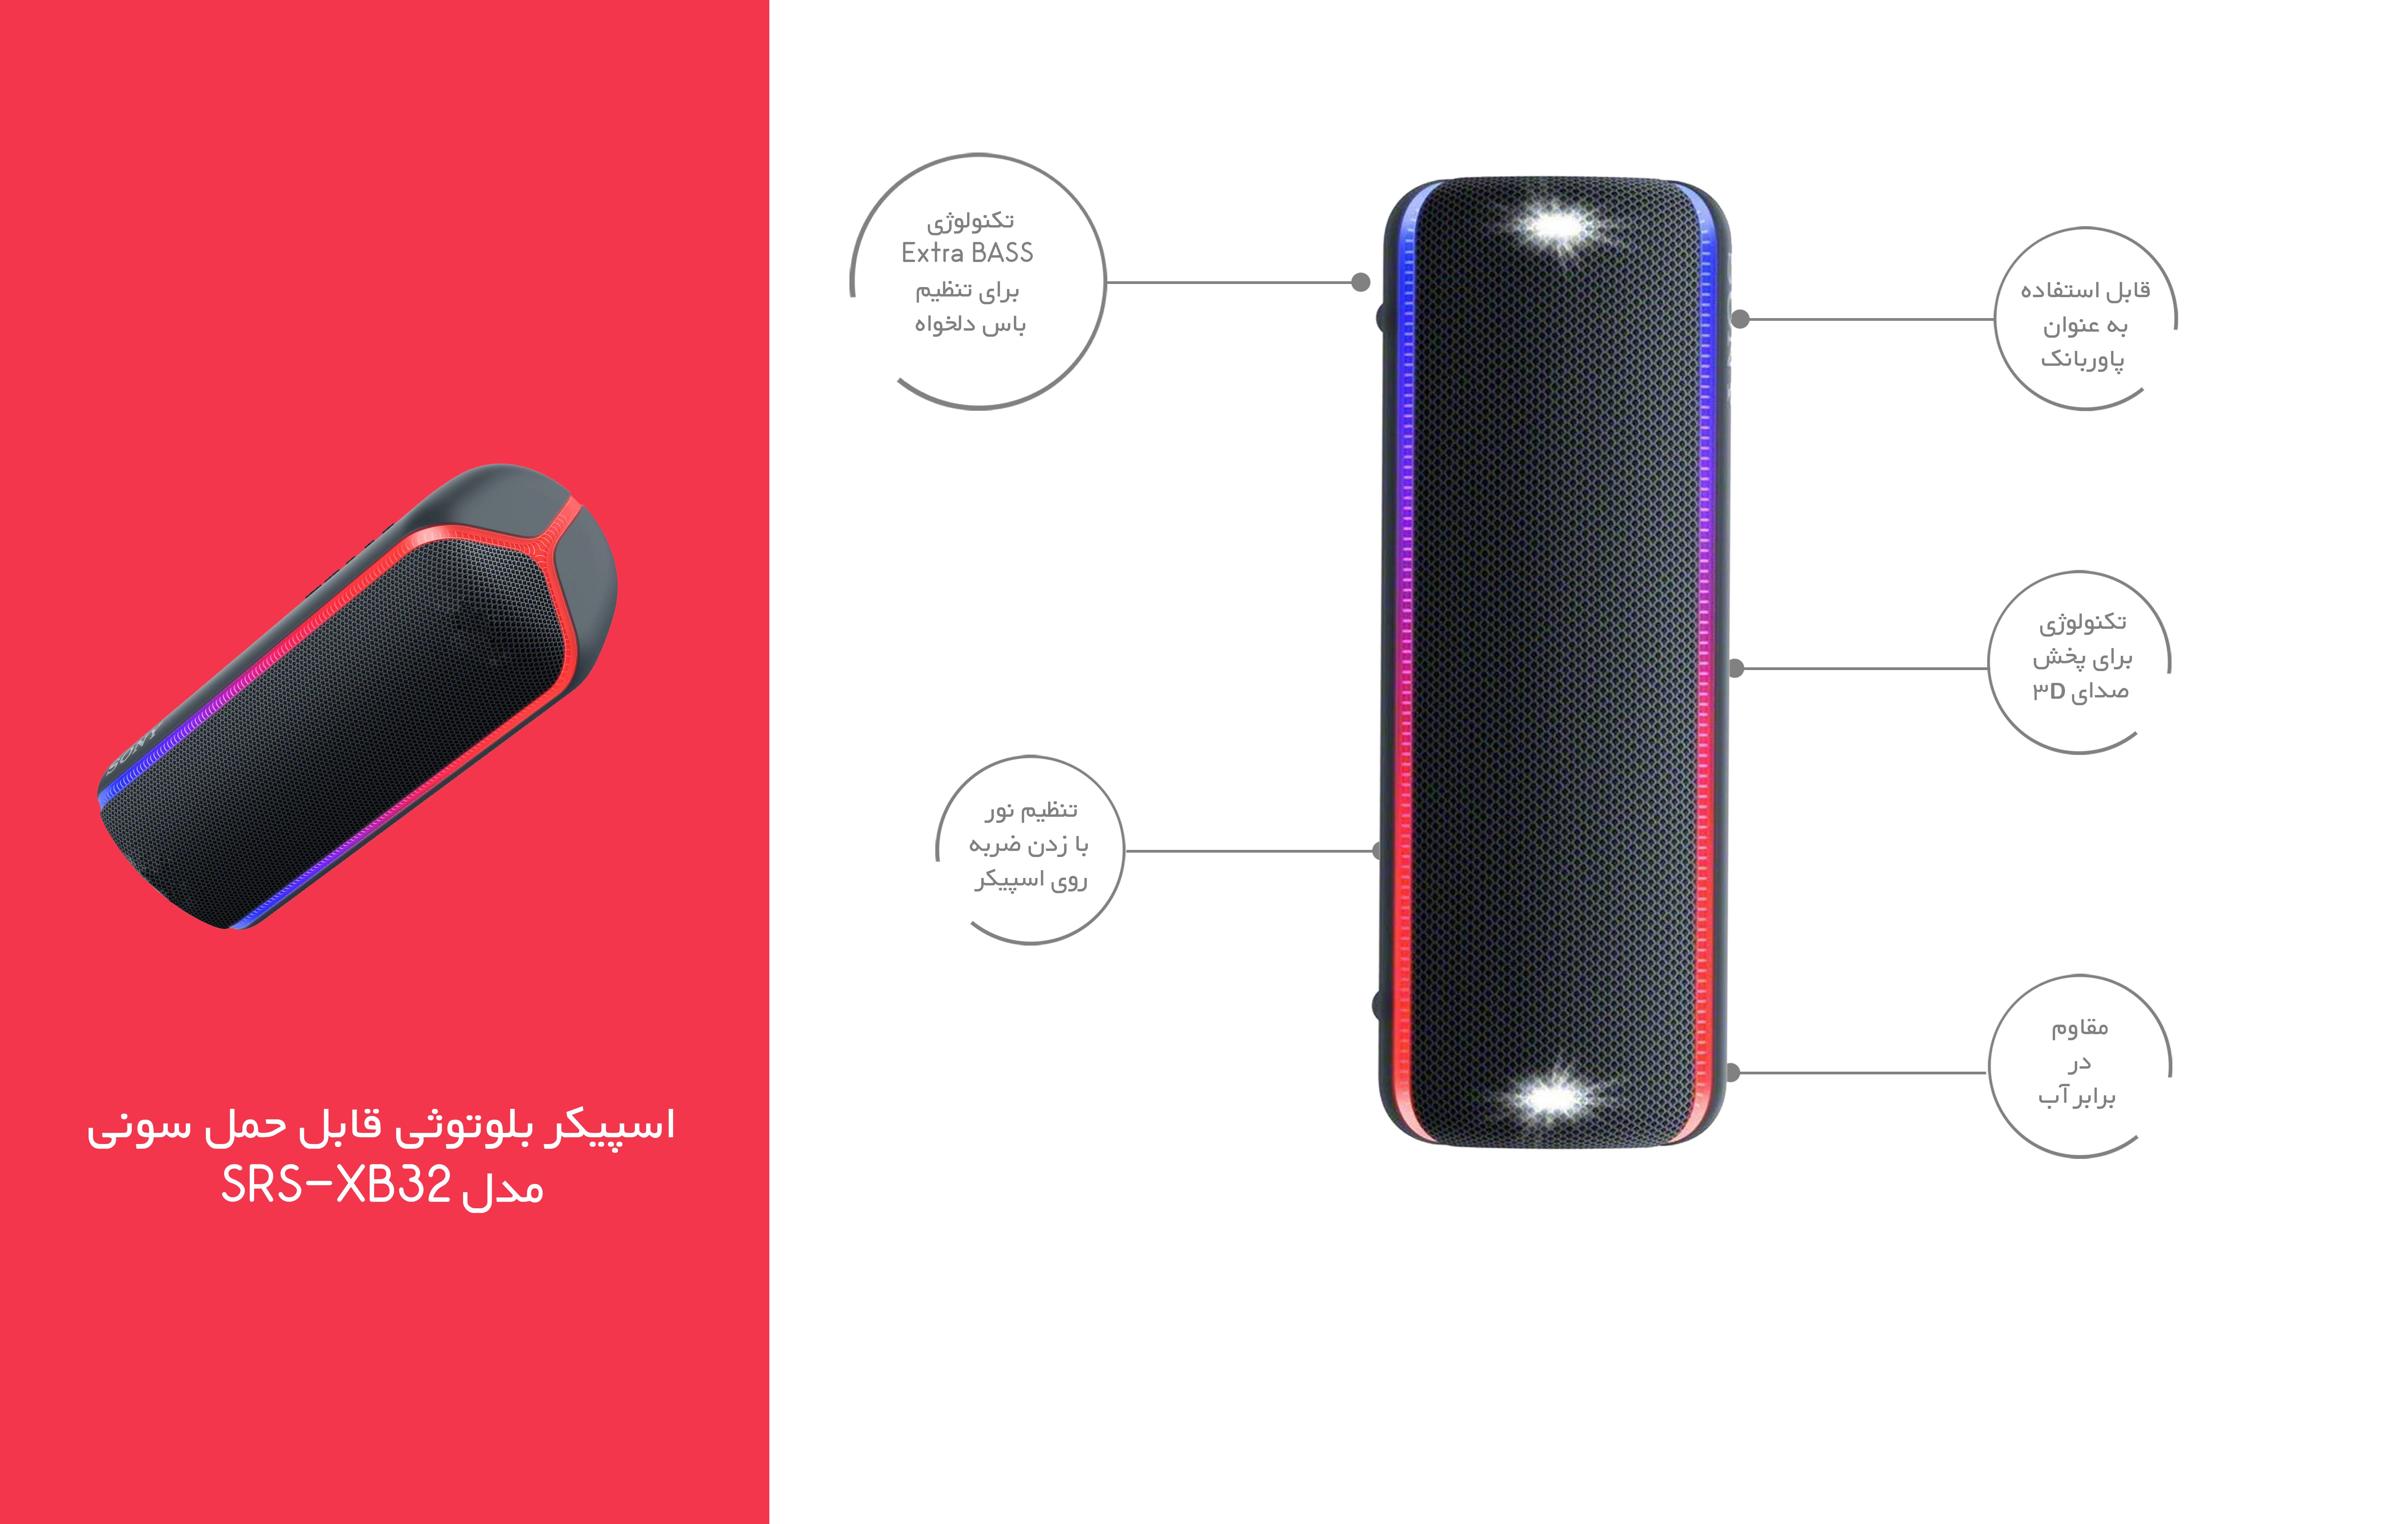 SONY
اسپیکر بلوتوثی قابل حمل سونی
مدل SRS-XB32
تکنولوژی
Extra BASS
برای تنظیم
باس دلخواه
تنظیم نور
با زدن ضربه
روی اسپیکر
قابل استفاده
به عنوان
پاوربانک
تکنولوژی
برای پخش
صدای ۳D
مقاوم
در
برابر آب